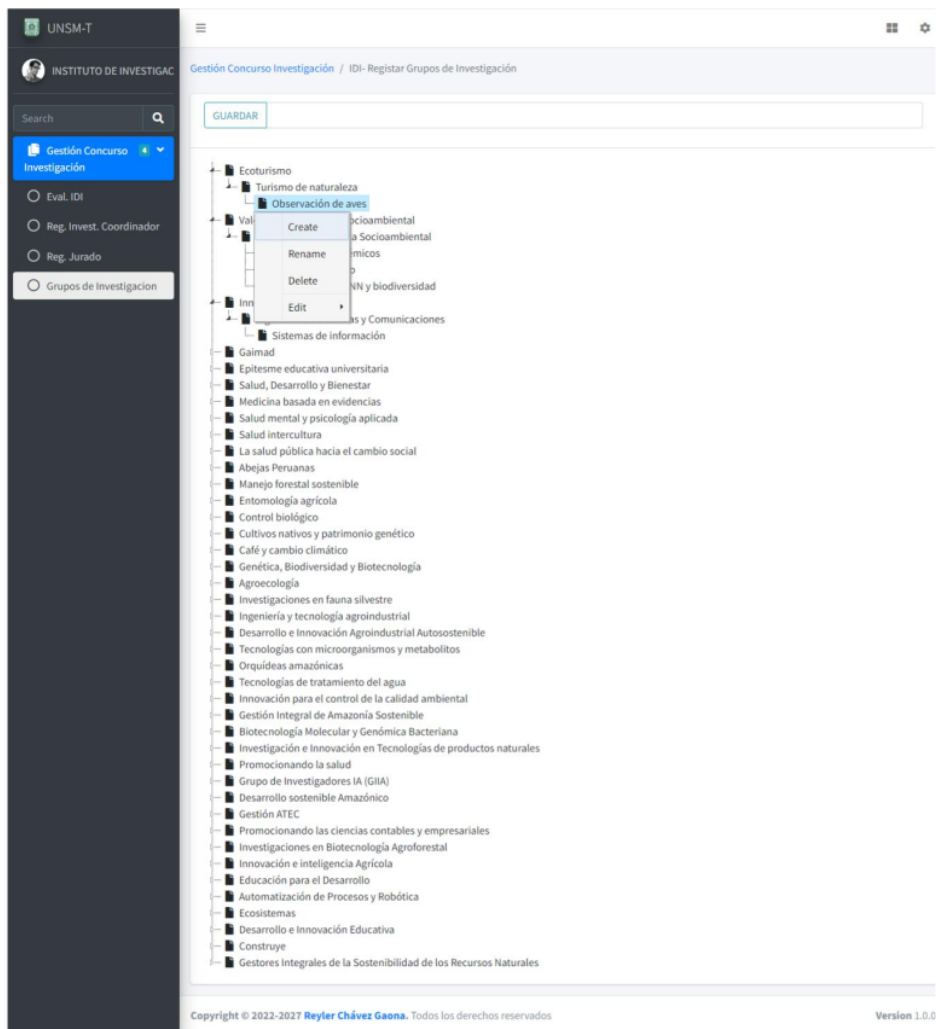 UNSM-T
INSTITUTO DE INVESTIGAC
Search
Gestión Concurso 4
Investigación
Eval. IDI
Reg. Invest. Coordinador
Reg. Jurado
Grupos de Investigacion
Gestión Concurso Investigación / IDI- Registar Grupos de Investigación
GUARDAR
Ecoturismo
Turismo de naturaleza
Observación de aves
Create
Rename
Delete
Edit
ocioambiental
a Socioambiental
émicos
NN y biodiversidad
Inn
as y Comunicaciones
Sistemas de información
Gaimad
Epitesme educativa universitaria
Salud, Desarrollo y Bienestar
Medicina basada en evidencias
Salud mental y psicología aplicada
Salud intercultura
La salud pública hacia el cambio social
Abejas Peruanas
Manejo forestal sostenible
Entomología agrícola
Control biológico
Cultivos nativos y patrimonio genético
Café y cambio climático
Genética, Biodiversidad y Biotecnología
Agroecología
Investigaciones en fauna silvestre
Ingeniería y tecnología agroindustrial
Desarrollo e Innovación Agroindustrial Autosostenible
Tecnologías con microorganismos y metabolitos
Orquídeas amazónicas
Tecnologías de tratamiento del agua
Innovación para el control de la calidad ambiental
Gestión Integral de Amazonía Sostenible
Biotecnología Molecular y Genómica Bacteriana
Investigación e Innovación en Tecnologías de productos naturales
Promocionando la salud
Grupo de Investigadores IA (GIIA)
Desarrollo sostenible Amazónico
Gestión ATEC
Promocionando las ciencias contables y empresariales
Investigaciones en Biotecnología Agroforestal
Innovación e inteligencia Agrícola
Educación para el Desarrollo
Automatización de Procesos y Robótica
Ecosistemas
Desarrollo e Innovación Educativa
Construye
Gestores Integrales de la Sostenibilidad de los Recursos Naturales
Copyright © 2022-2027 Reyler Chávez Gaona. Todos los derechos reservados
Version 1.0.0